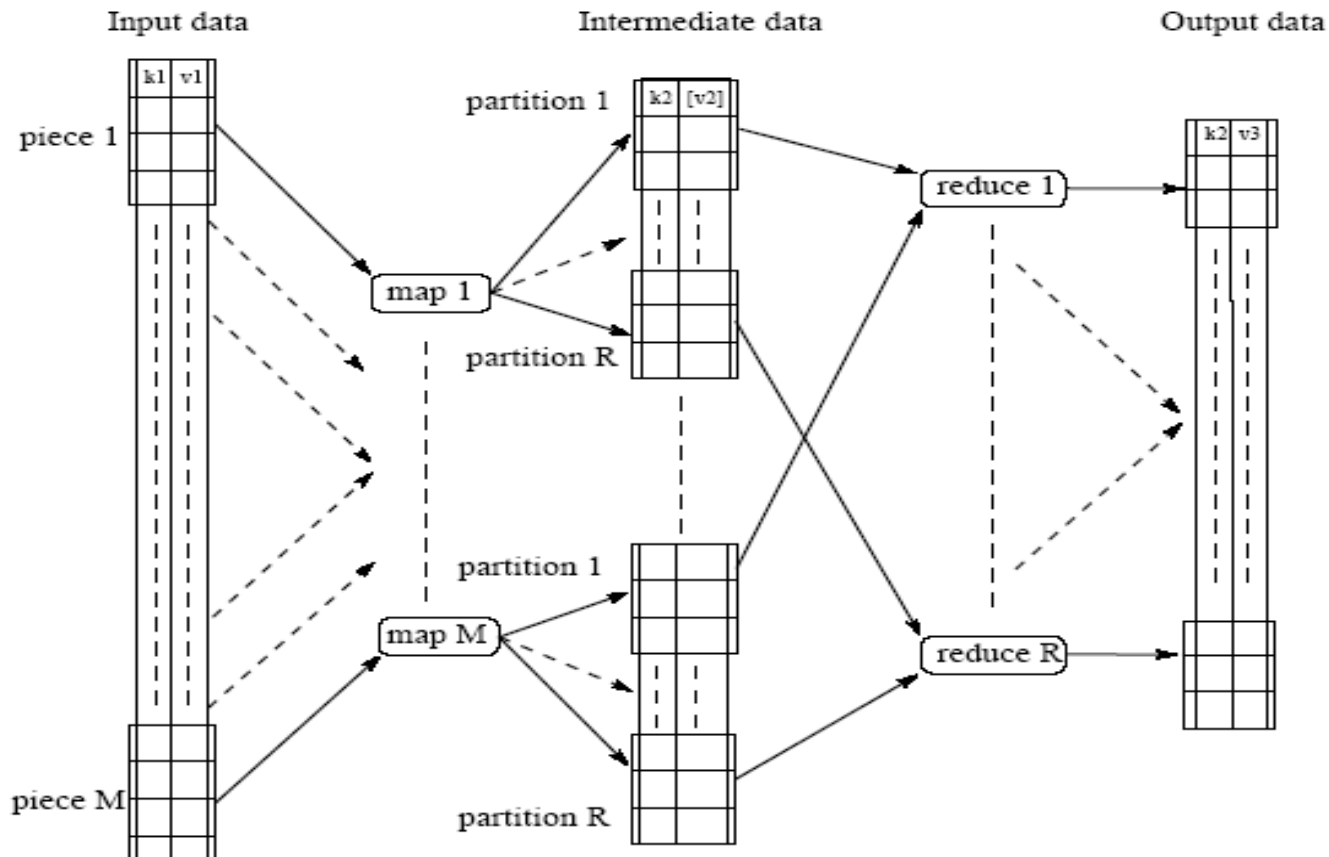 Input data
Intermediate data
Output data
k1 v1
piece 1
partition 1
k2 [v2]
k2 v3
reduce 1
map 1
partition R
partition 1
map M
reduce R
piece M
partition R